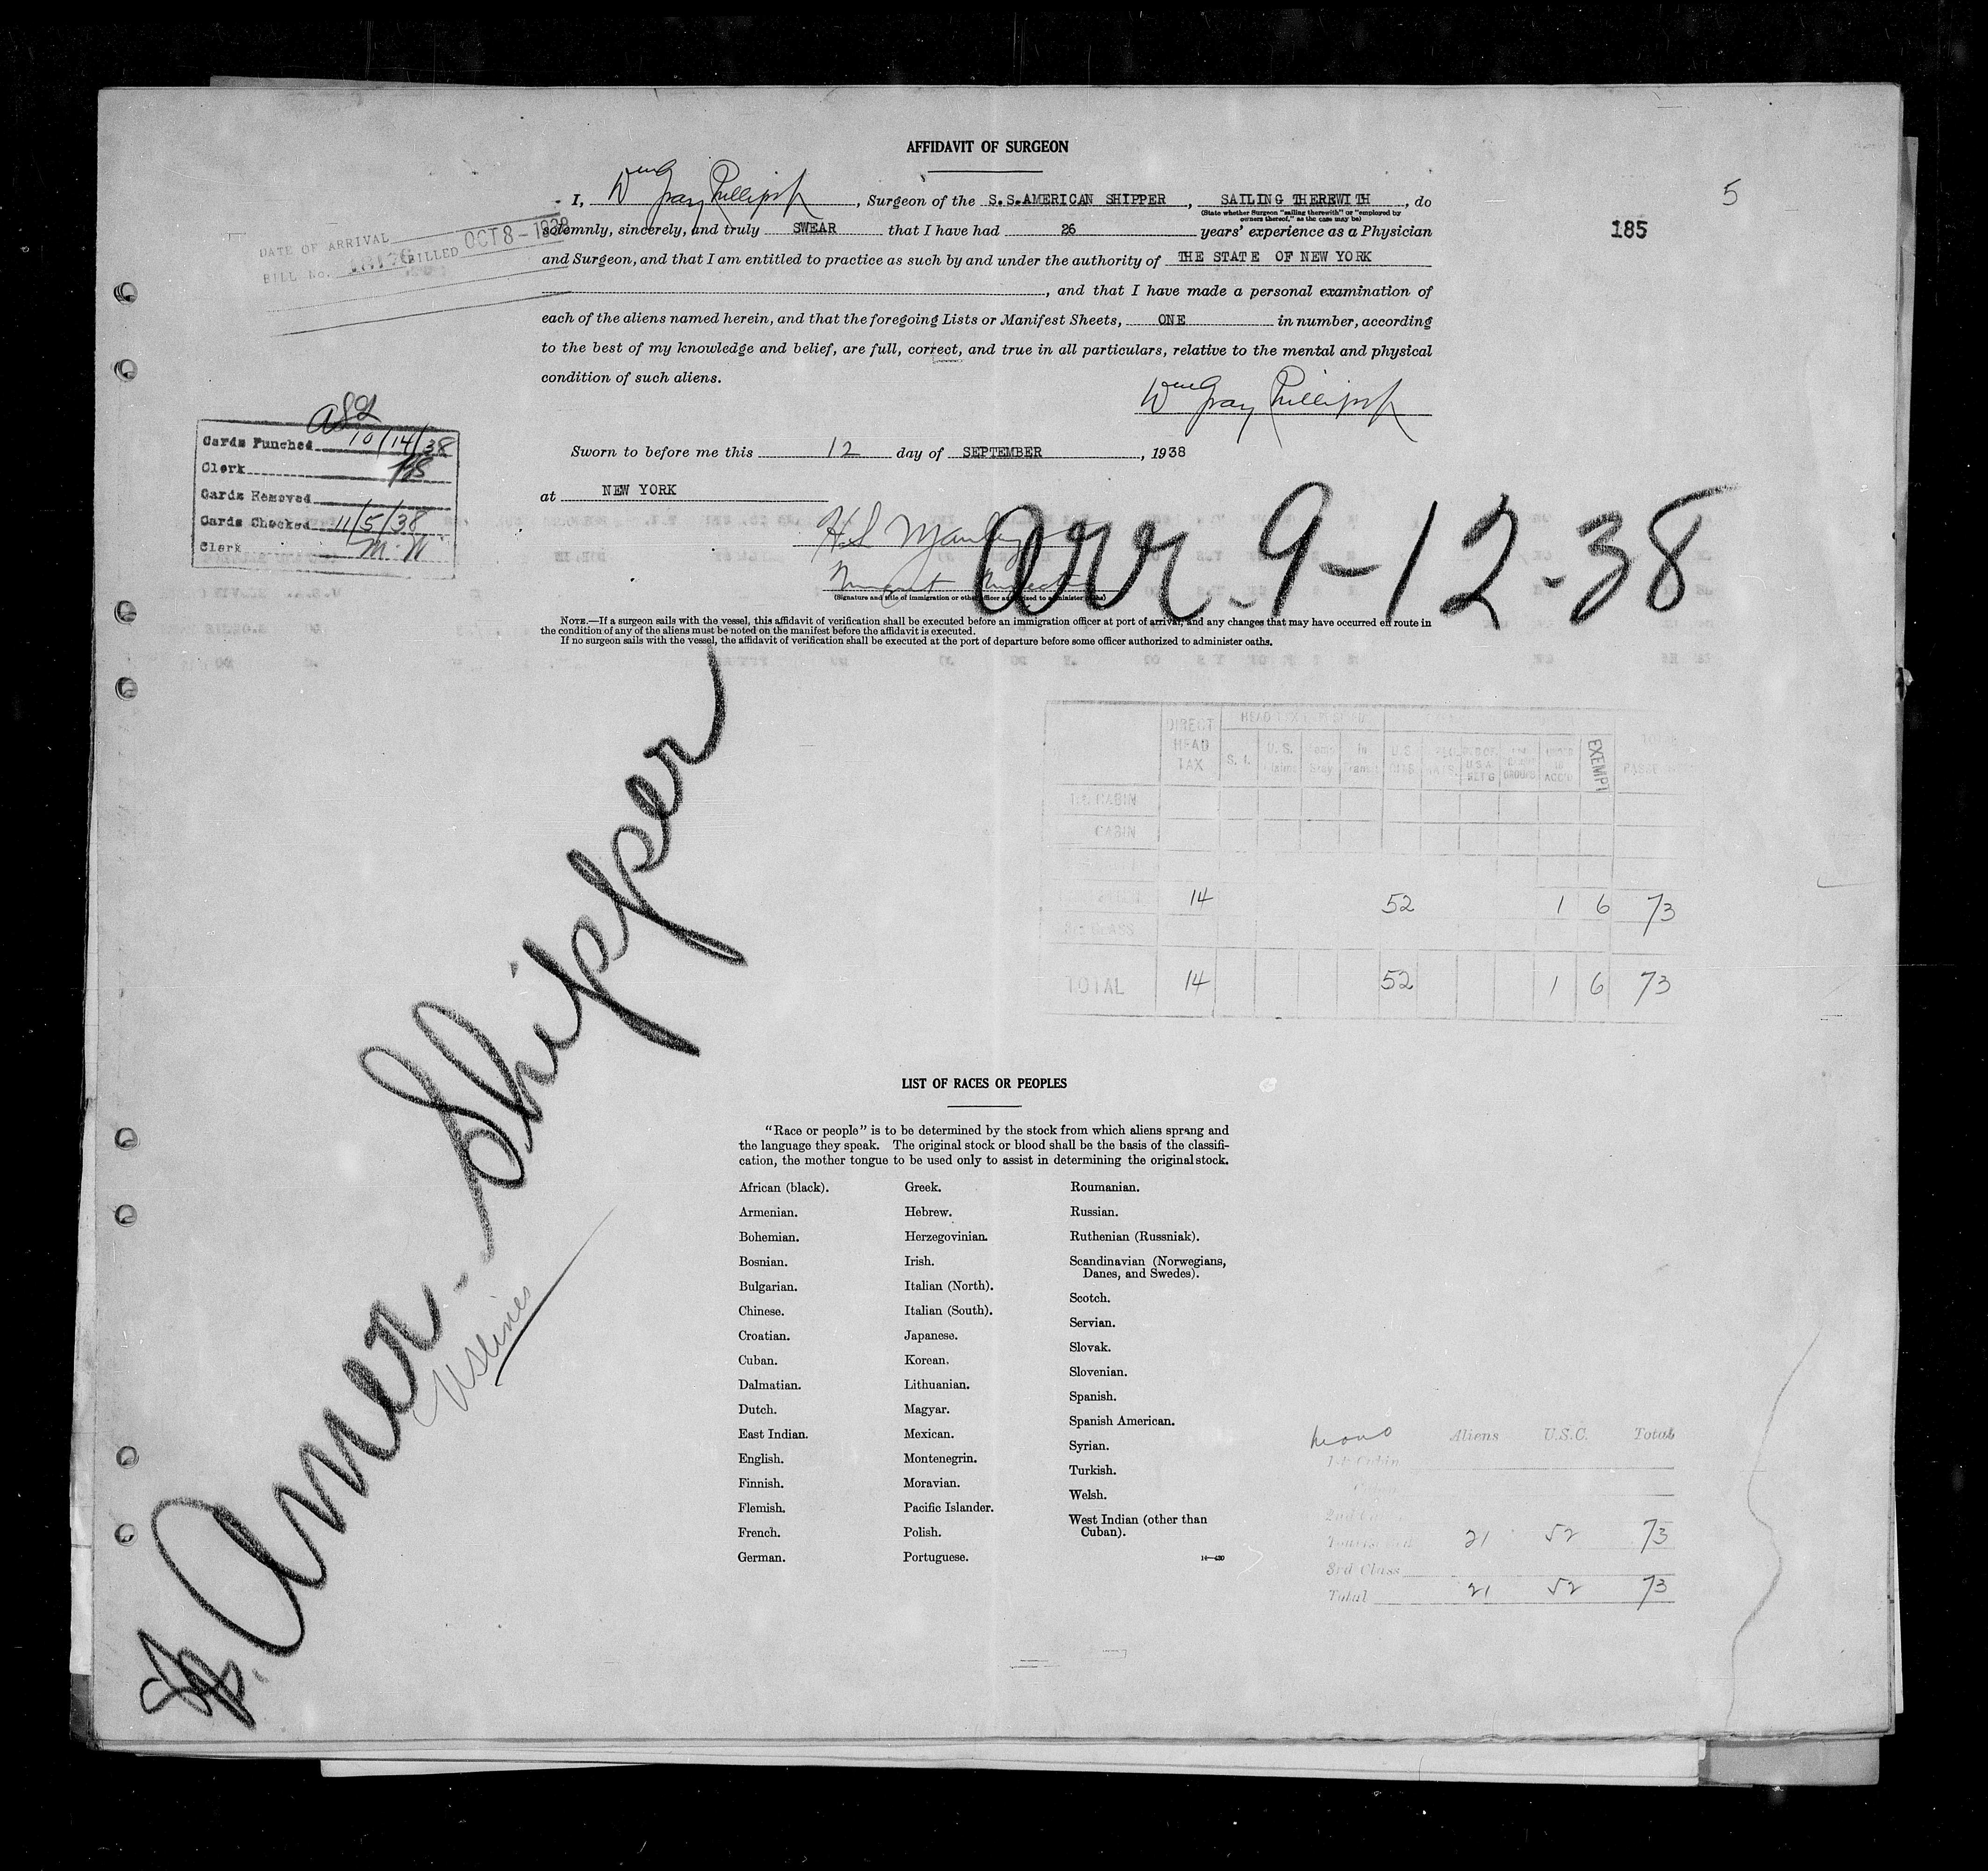 AFFIDAVIT OF SURGEON
5
I, Wm Gray Phillips, Surgeon of the S.S.AMERICAN SHIPPER, SAILING THEREWITH, do
(State whether Surgeon "sailing therewith" or "employed by owners thereof," as the case may be)
solemnly, sincerely, and truly SWEAR that I have had 26 years' experience as a Physician
185
and Surgeon, and that I am entitled to practice as such by and under the authority of THE STATE OF NEW YORK
, and that I have made a personal examination of
each of the aliens named herein, and that the foregoing Lists or Manifest Sheets, ONE in number, according
to the best of my knowledge and belief, are full, correct, and true in all particulars, relative to the mental and physical
condition of such aliens.
Wm Gray Phillips
DATE OF ARRIVAL
BILL No. BILLED OCT 8 - 1938
Cards Punched 10/14/38
Clerk
Cards Removed
Cards Checked 11/5/38
Clerk M.W
Sworn to before me this 12 day of SEPTEMBER, 1938
at NEW YORK
H.S. Manley
Arr. 9-12-38
(Signature and title of immigration or other officer authorized to administer oaths)
NOTE.—If a surgeon sails with the vessel, this affidavit of verification shall be executed before an immigration officer at port of arrival, and any changes that may have occurred en route in
the condition of any of the aliens must be noted on the manifest before the affidavit is executed.
If no surgeon sails with the vessel, the affidavit of verification shall be executed at the port of departure before some officer authorized to administer oaths.
SS. Amer. Shipper
US Lines
DIRECT HEAD TAX
S. I.
EXEMPT
CABIN
14 52 1 6 73
TOTAL 14 52 1 6 73
LIST OF RACES OR PEOPLES
"Race or people" is to be determined by the stock from which aliens sprang and
the language they speak. The original stock or blood shall be the basis of the classifi-
cation, the mother tongue to be used only to assist in determining the original stock.
African (black).
Armenian.
Bohemian.
Bosnian.
Bulgarian.
Chinese.
Croatian.
Cuban.
Dalmatian.
Dutch.
East Indian.
English.
Finnish.
Flemish.
French.
German.
Greek.
Hebrew.
Herzegovinian.
Irish.
Italian (North).
Italian (South).
Japanese.
Korean.
Lithuanian.
Magyar.
Mexican.
Montenegrin.
Moravian.
Pacific Islander.
Polish.
Portuguese.
Roumanian.
Russian.
Ruthenian (Russniak).
Scandinavian (Norwegians,
Danes, and Swedes).
Scotch.
Servian.
Slovak.
Slovenian.
Spanish.
Spanish American.
Syrian.
Turkish.
Welsh.
West Indian (other than
Cuban).
14—430
Aliens U.S.C. Total
1st Cabin
21 52 73
3rd Class
Total 21 52 73